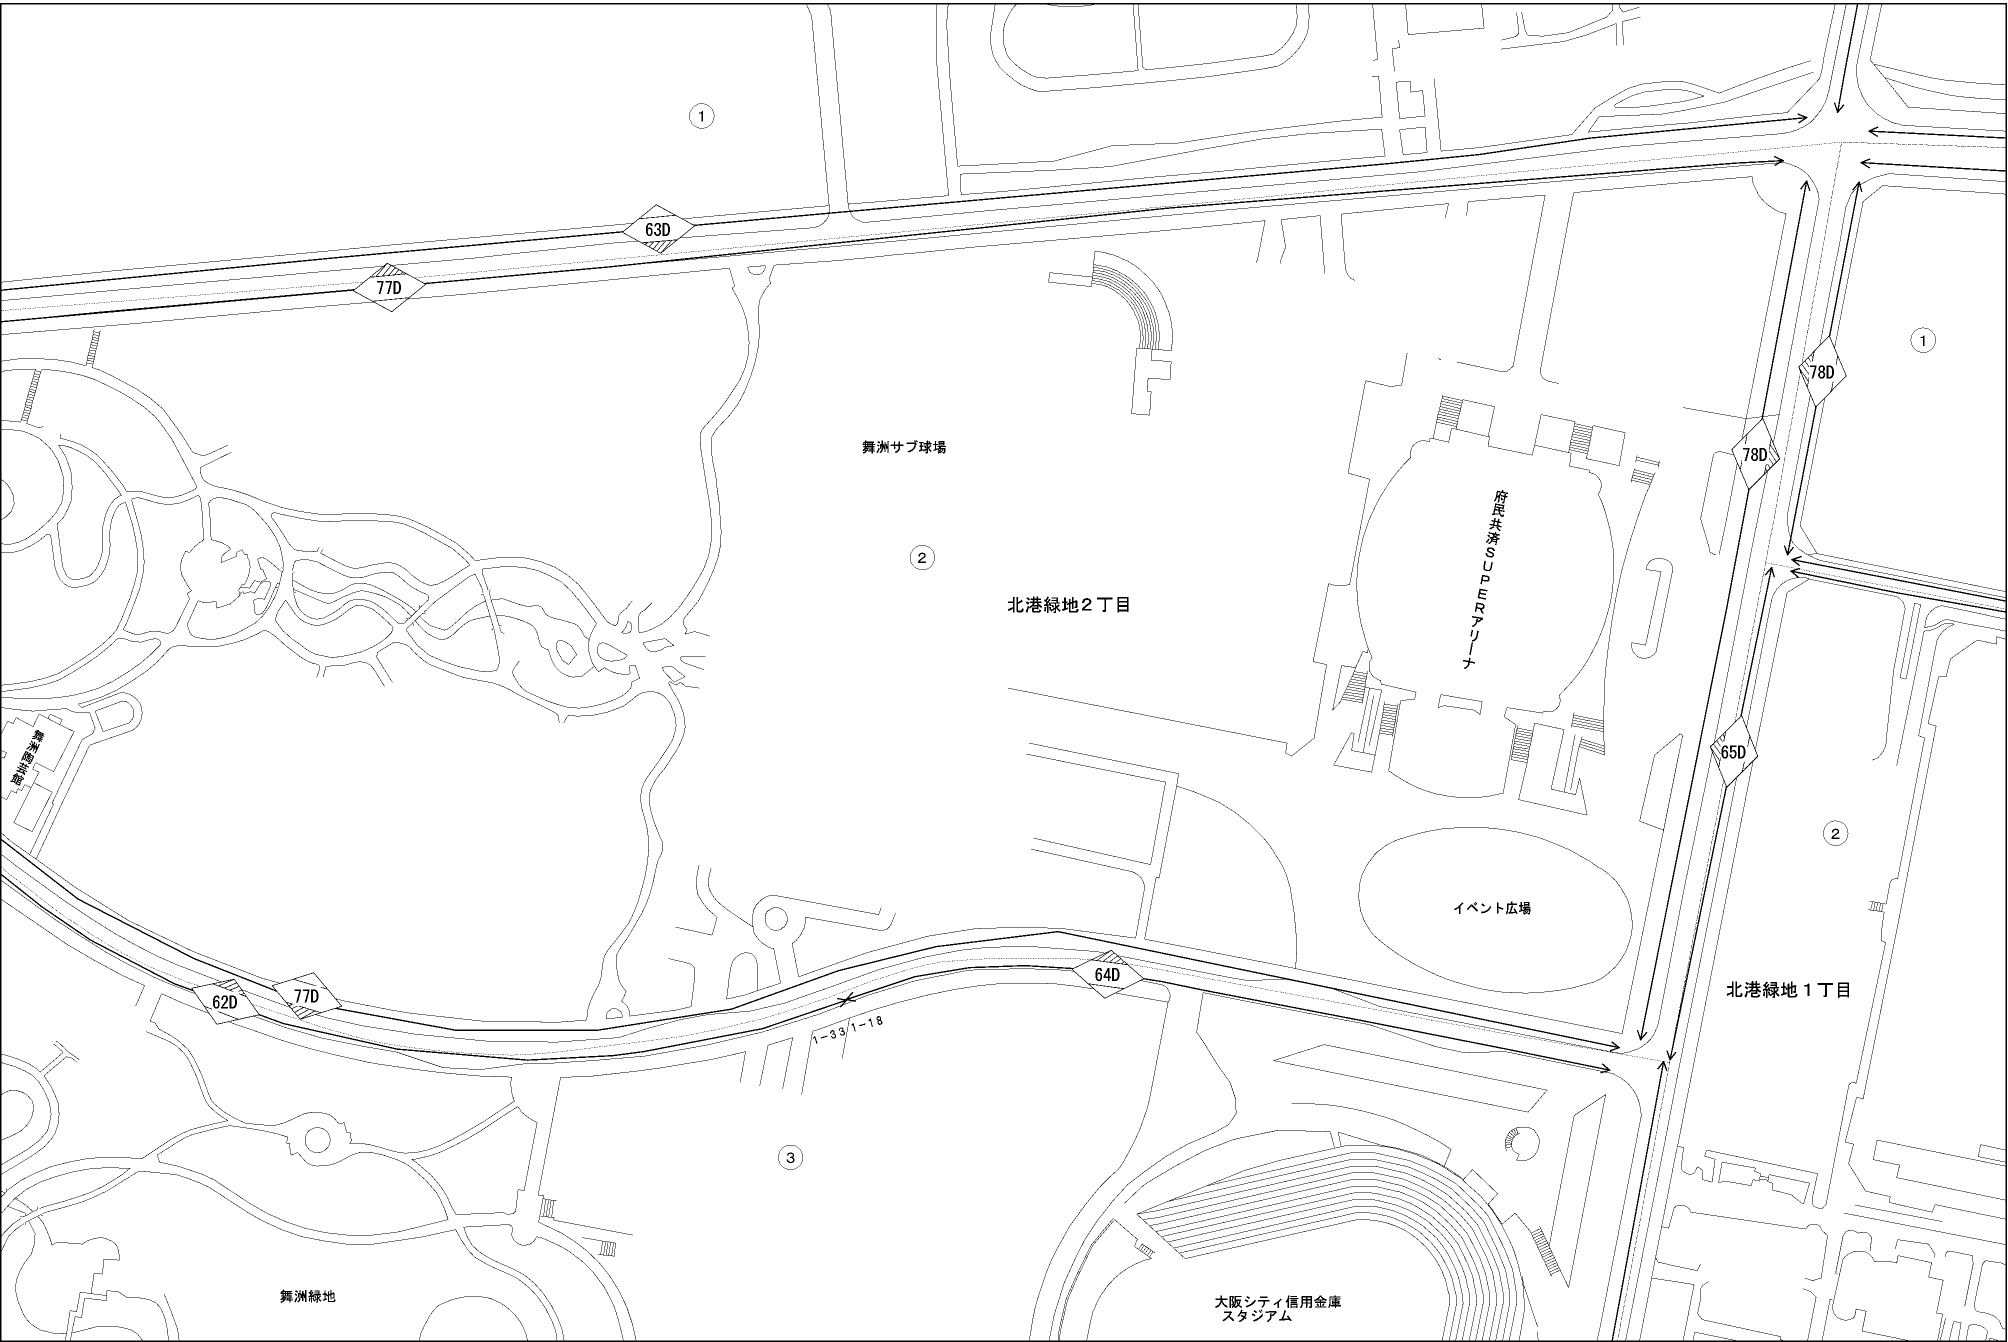 ①
63D
77D
①
78D
78D
舞洲サブ球場
②
北港緑地2丁目
府民共済SUPERアリーナ
舞洲陶芸館
65D
②
イベント広場
北港緑地1丁目
64D
62D
77D
1-33
1-18
③
舞洲緑地
大阪シティ信用金庫
スタジアム